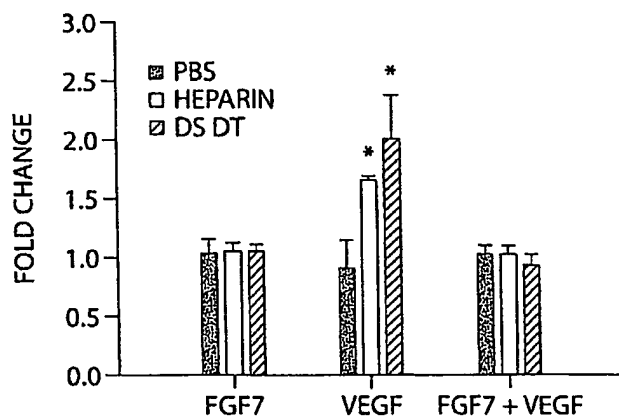 3.0
2.5
2.0
1.5
1.0
0.5
0.0
FOLD CHANGE
PBS
HEPARIN
DS DT
*
*
FGF7 VEGF FGF7 + VEGF